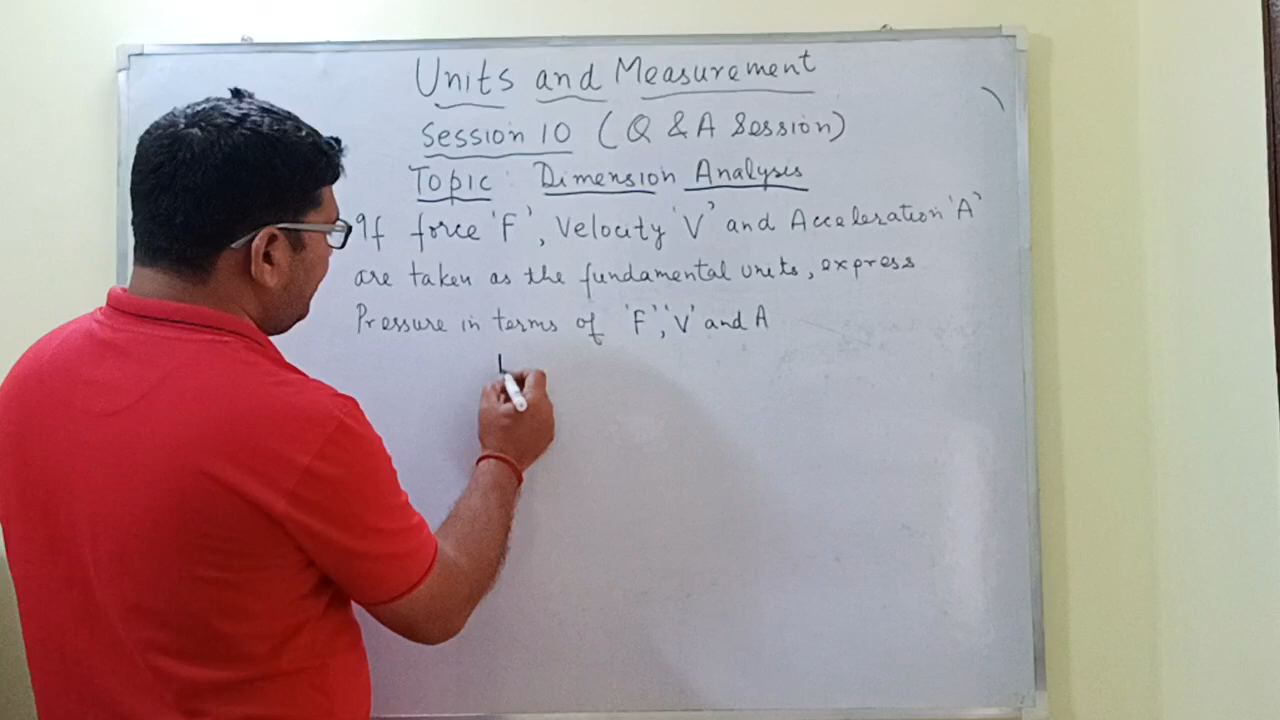 Units and Measurement
Session 10 (Q & A Session)
Topic : Dimension Analysis
If force 'F', Velocity 'V' and Acceleration 'A'
are taken as the fundamental units, express
Pressure in terms of 'F', 'V' and A